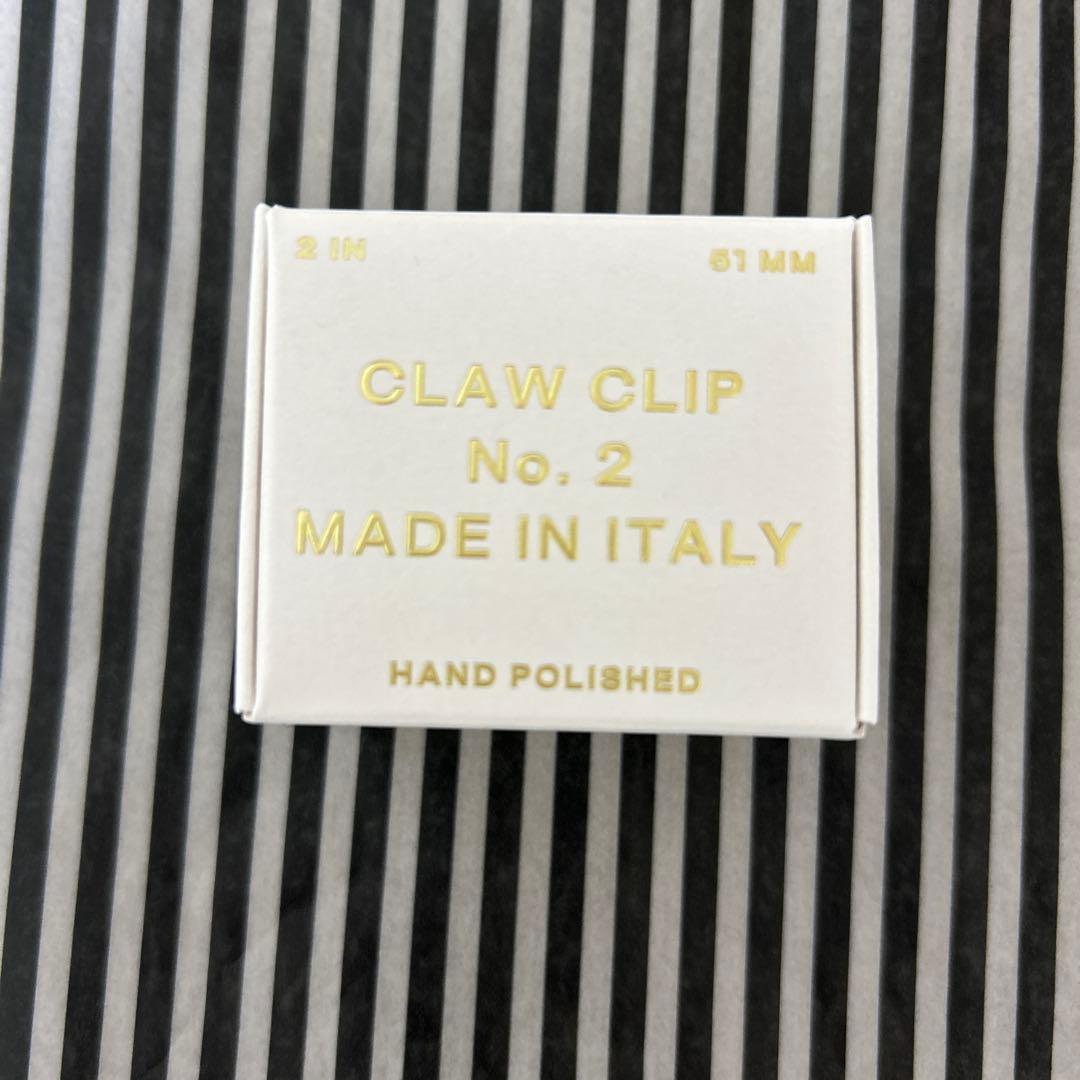 2 IN 51 MM
CLAW CLIP
No. 2
MADE IN ITALY
HAND POLISHED